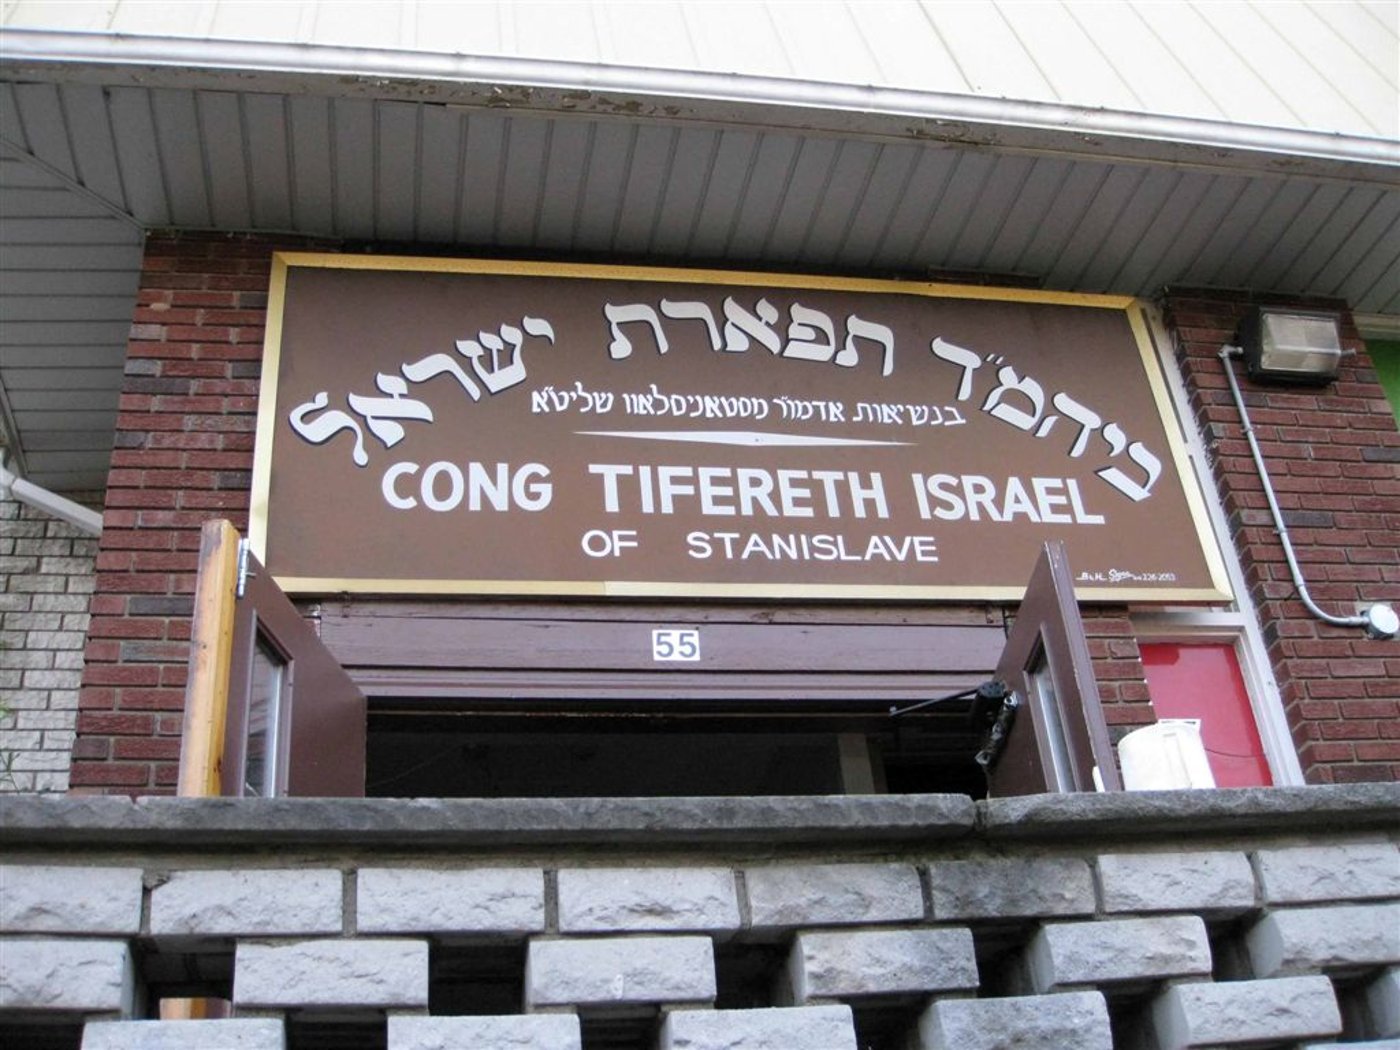 ביהמ"ד תפארת ישראל
בנשיאות אדמו"ר מסטאניסלאוו שליט"א
CONG TIFERETH ISRAEL
OF STANISLAVE
55